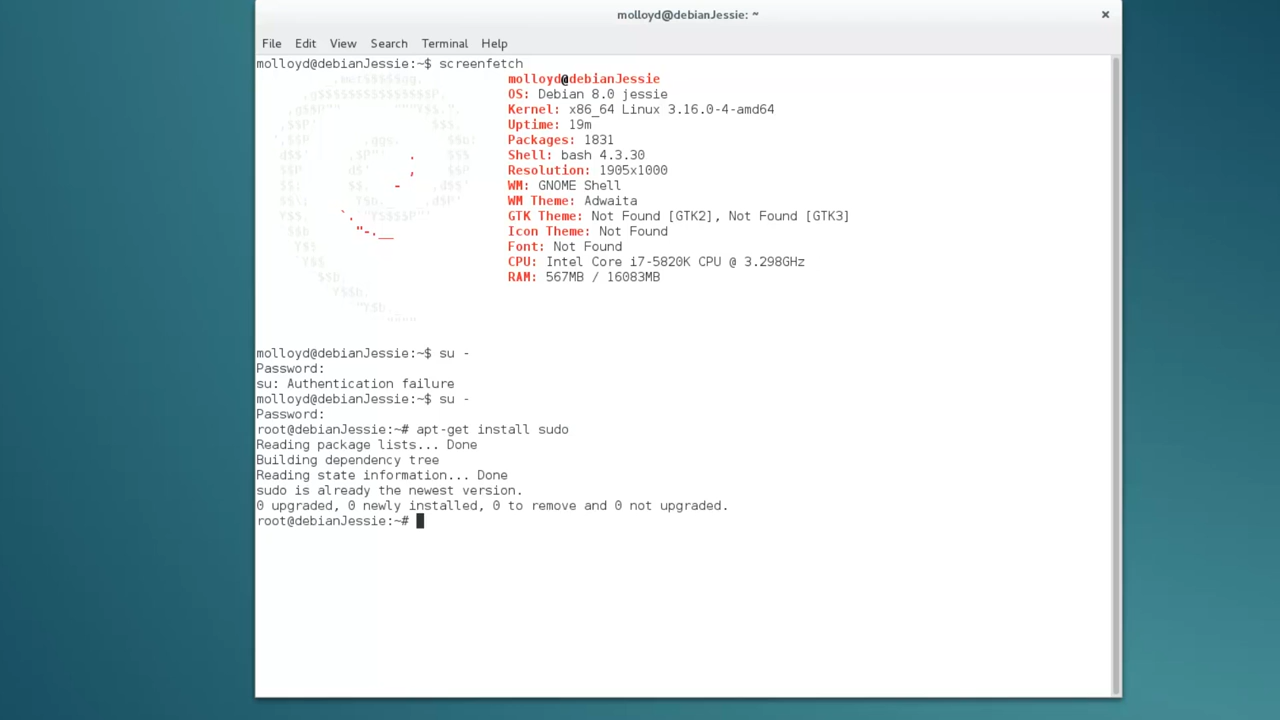 molloyd@debianJessie: ~
×
File Edit View Search Terminal Help
molloyd@debianJessie:~$ screenfetch
molloyd@debianJessie
OS: Debian 8.0 jessie
Kernel: x86_64 Linux 3.16.0-4-amd64
Uptime: 19m
Packages: 1831
Shell: bash 4.3.30
Resolution: 1905x1000
WM: GNOME Shell
WM Theme: Adwaita
GTK Theme: Not Found [GTK2], Not Found [GTK3]
Icon Theme: Not Found
Font: Not Found
CPU: Intel Core i7-5820K CPU @ 3.298GHz
RAM: 567MB / 16083MB
molloyd@debianJessie:~$ su -
Password:
su: Authentication failure
molloyd@debianJessie:~$ su -
Password:
root@debianJessie:~# apt-get install sudo
Reading package lists... Done
Building dependency tree
Reading state information... Done
sudo is already the newest version.
0 upgraded, 0 newly installed, 0 to remove and 0 not upgraded.
root@debianJessie:~#